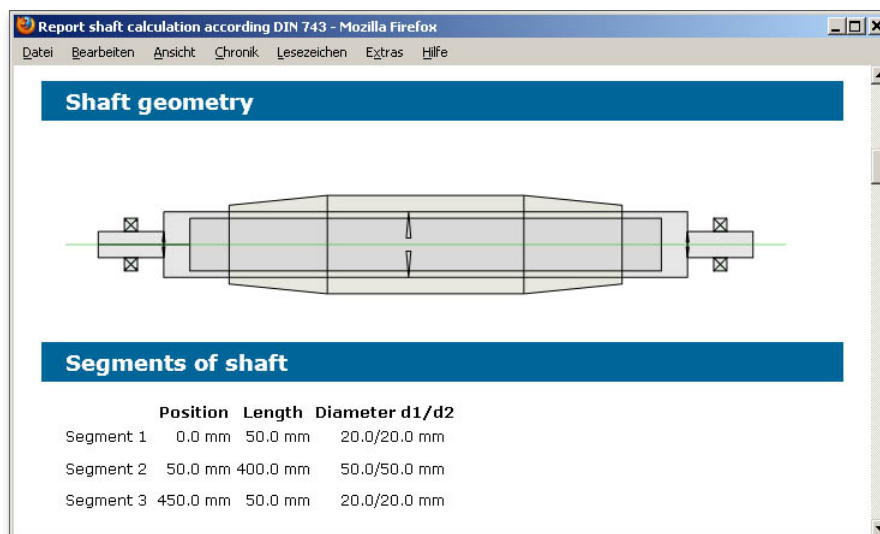 Report shaft calculation according DIN 743 - Mozilla Firefox
Datei Bearbeiten Ansicht Chronik Lesezeichen Extras Hilfe
Shaft geometry
Segments of shaft
Position Length Diameter d1/d2
Segment 1 0.0 mm 50.0 mm 20.0/20.0 mm
Segment 2 50.0 mm 400.0 mm 50.0/50.0 mm
Segment 3 450.0 mm 50.0 mm 20.0/20.0 mm